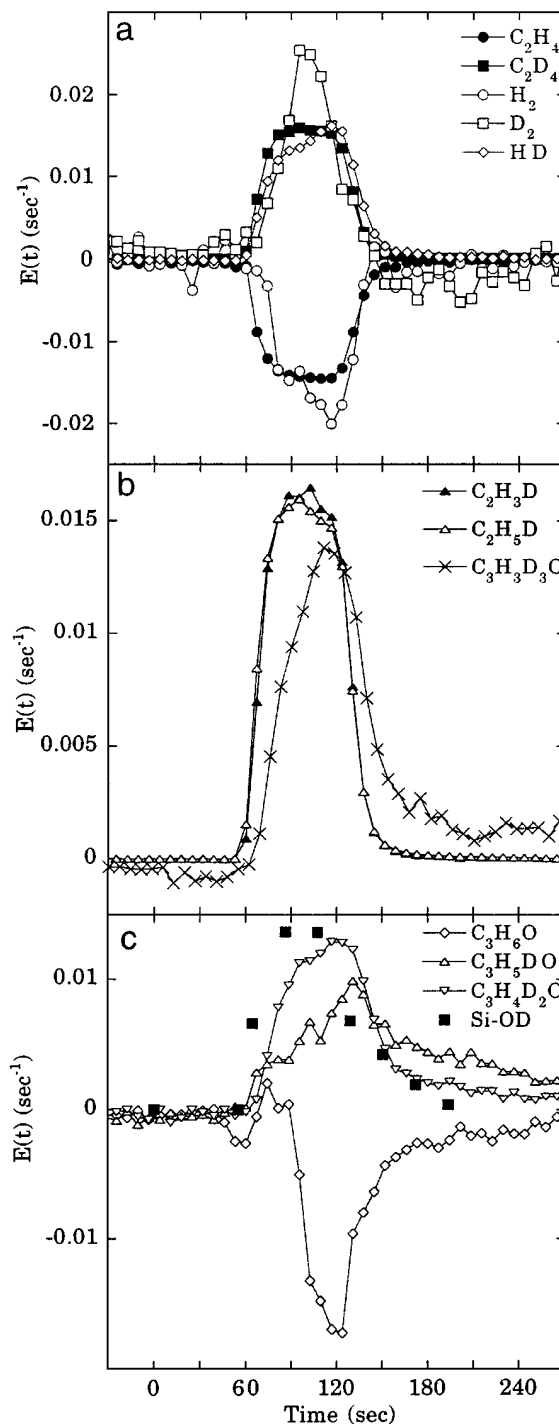 a
C₂H₄
C₂D₄
H₂
D₂
HD
0.02
0.01
0
-0.01
-0.02
E(t) (sec⁻¹)
b
C₂H₃D
C₂H₅D
C₃H₃D₃O
0.015
0.01
0.005
0
E(t) (sec⁻¹)
c
C₃H₆O
C₃H₅DO
C₃H₄D₂O
Si-OD
0.01
0
-0.01
E(t) (sec⁻¹)
0 60 120 180 240
Time (sec)